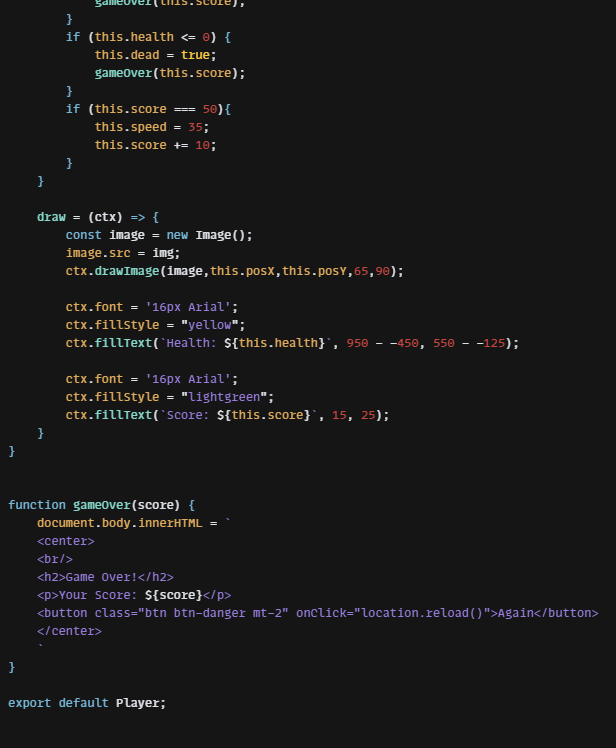 gameOver(this.score);
        }
        if (this.health <= 0) {
            this.dead = true;
            gameOver(this.score);
        }
        if (this.score === 50){
            this.speed = 35;
            this.score += 10;
        }
    }

    draw = (ctx) => {
        const image = new Image();
        image.src = img;
        ctx.drawImage(image,this.posX,this.posY,65,90);

        ctx.font = '16px Arial';
        ctx.fillStyle = "yellow";
        ctx.fillText(`Health: ${this.health}`, 950 - -450, 550 - -125);

        ctx.font = '16px Arial';
        ctx.fillStyle = "lightgreen";
        ctx.fillText(`Score: ${this.score}`, 15, 25);
    }
}


function gameOver(score) {
    document.body.innerHTML = `
    <center>
    <br/>
    <h2>Game Over!</h2>
    <p>Your Score: ${score}</p>
    <button class="btn btn-danger mt-2" onClick="location.reload()">Again</button>
    </center>
    `
}

export default Player;